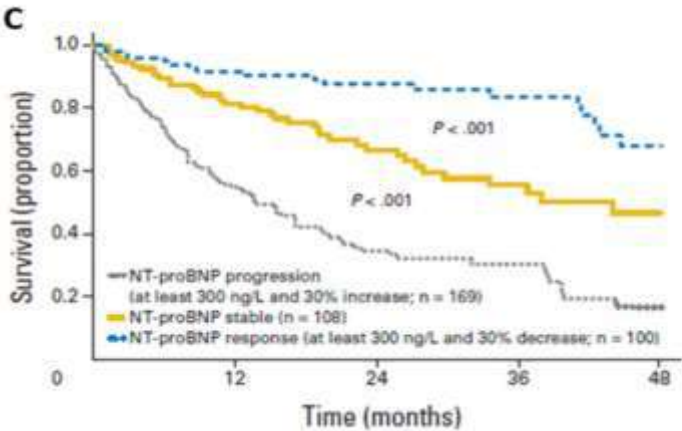 C
1.0
0.8
0.6
0.4
0.2
0
Survival (proportion)
P < .001
P < .001
NT-proBNP progression
(at least 300 ng/L and 30% increase; n = 169)
NT-proBNP stable (n = 108)
NT-proBNP response (at least 300 ng/L and 30% decrease; n = 100)
12
24
36
48
Time (months)